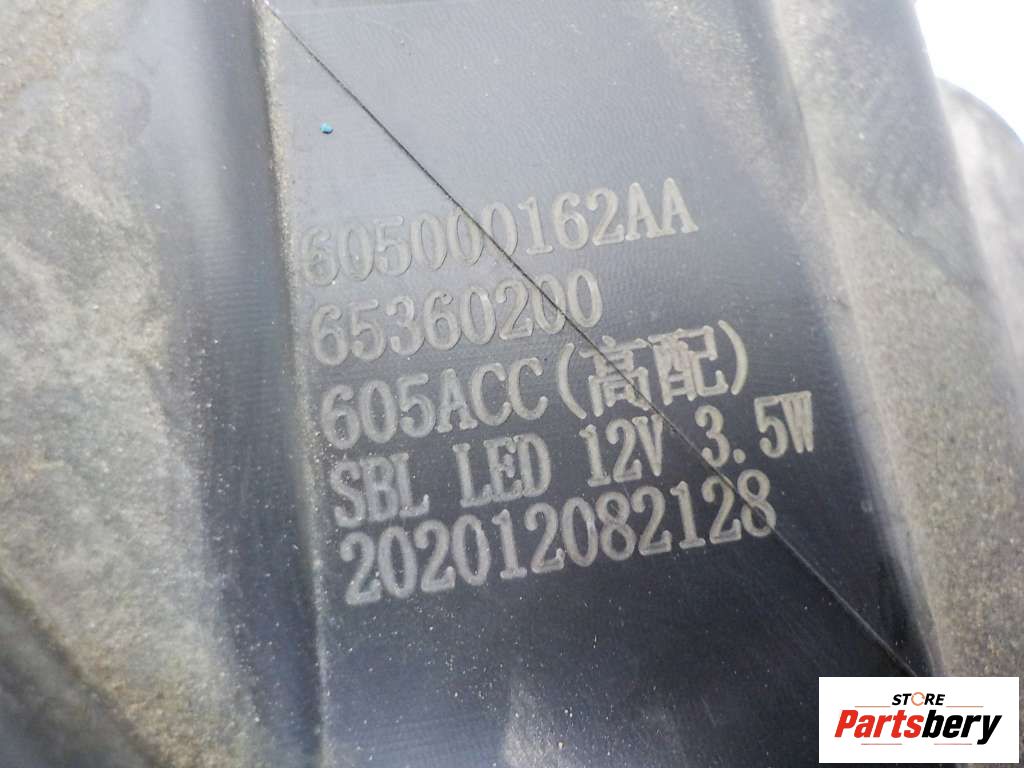 605000162AA
65360200
605ACC(高配)
SBL LED 12V 3.5W
202012082128
STORE
Partsbery